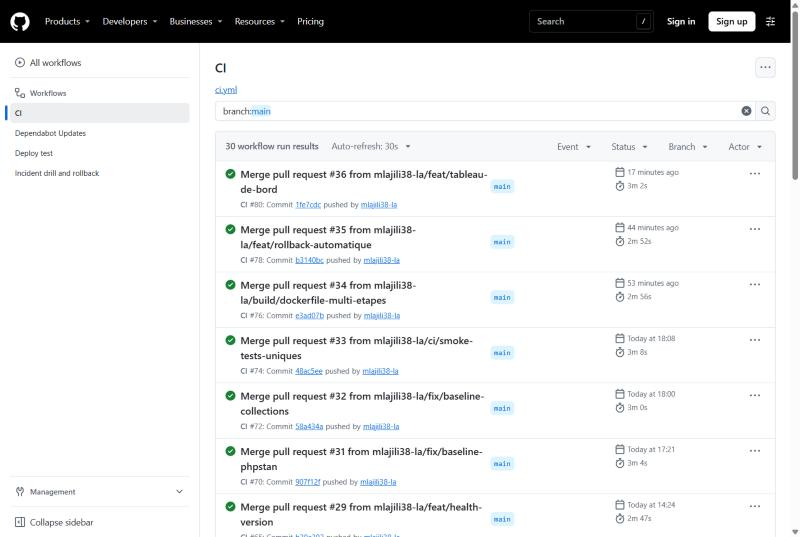 Products
Developers
Businesses
Resources
Pricing
Search
/
Sign in
Sign up
All workflows
Workflows
CI
Dependabot Updates
Deploy test
Incident drill and rollback
Management
Collapse sidebar
CI
ci.yml
branch:main
30 workflow run results
Auto-refresh: 30s
Event
Status
Branch
Actor
Merge pull request #36 from mlajili38-la/feat/tableau-
de-bord
CI #80: Commit 1fe7cdc pushed by mlajili38-la
main
17 minutes ago
3m 2s
Merge pull request #35 from mlajili38-
la/feat/rollback-automatique
CI #78: Commit b3140bc pushed by mlajili38-la
main
44 minutes ago
2m 52s
Merge pull request #34 from mlajili38-
la/build/dockerfile-multi-etapes
CI #76: Commit e3ad07b pushed by mlajili38-la
main
53 minutes ago
2m 56s
Merge pull request #33 from mlajili38-la/ci/smoke-
tests-uniques
CI #74: Commit 48ac5ee pushed by mlajili38-la
main
Today at 18:08
3m 8s
Merge pull request #32 from mlajili38-la/fix/baseline-
collections
CI #72: Commit 58a434a pushed by mlajili38-la
main
Today at 18:00
3m 0s
Merge pull request #31 from mlajili38-la/fix/baseline-
phpstan
CI #70: Commit 907f12f pushed by mlajili38-la
main
Today at 17:21
3m 4s
Merge pull request #29 from mlajili38-la/feat/health-
version
main
Today at 14:24
2m 47s